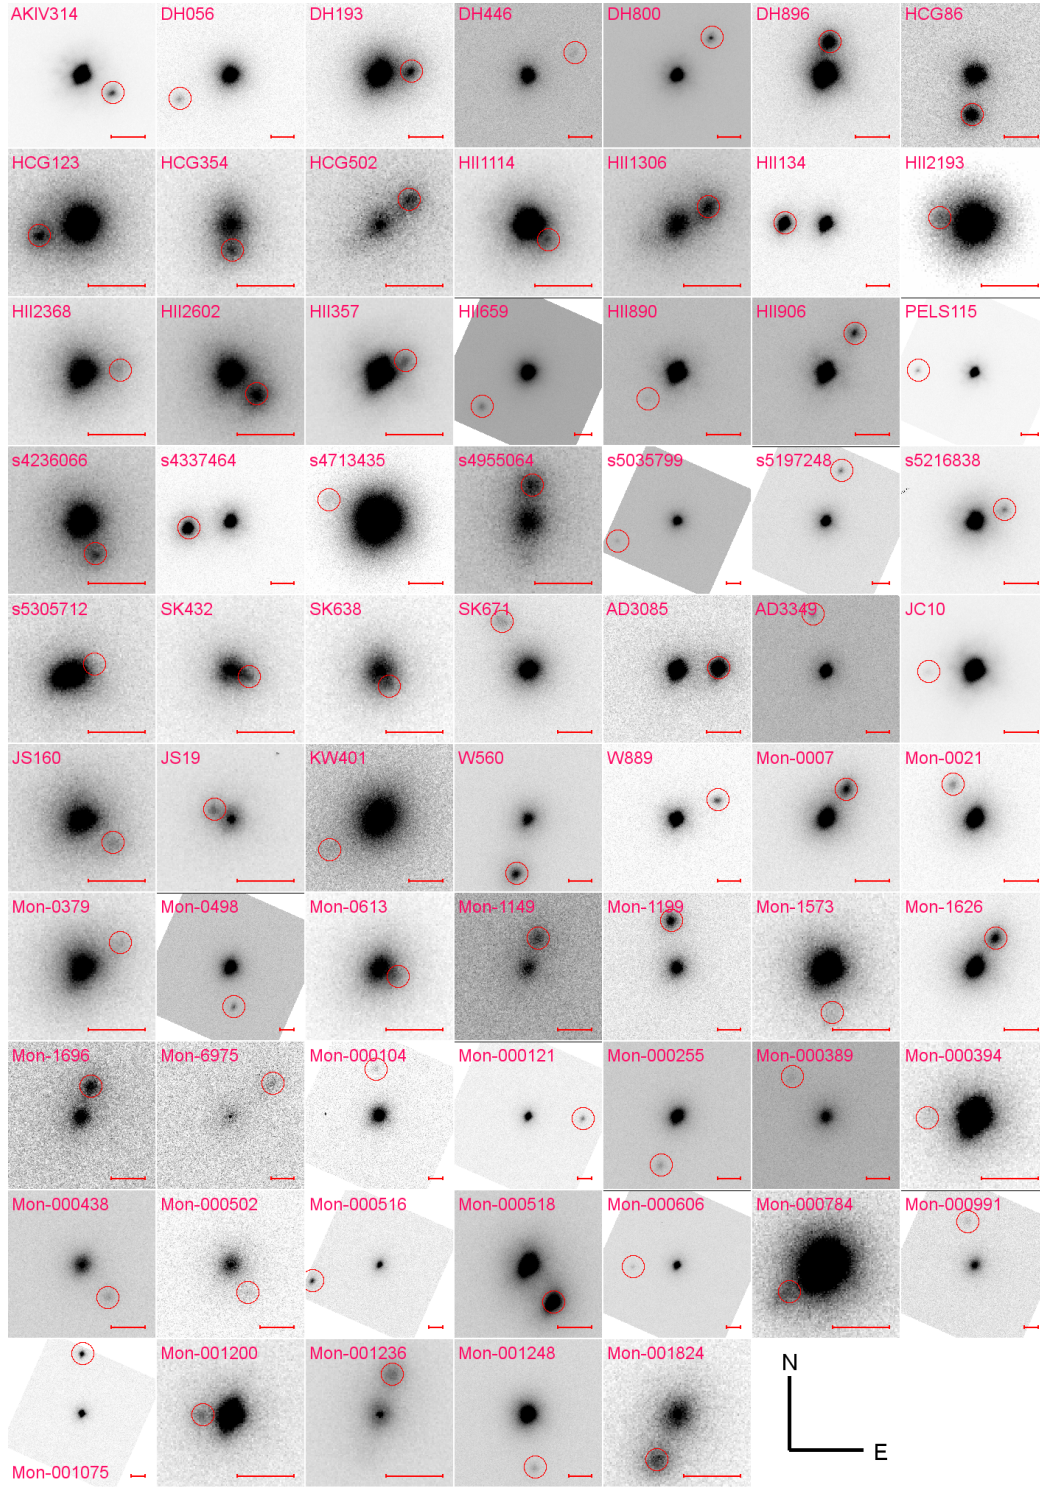 AKIV314 DH056 DH193 DH446 DH800 DH896 HCG86
HCG123 HCG354 HCG502 HII1114 HII1306 HII134 HII2193
HII2368 HII2602 HII357 HII659 HII890 HII906 PELS115
s4236066 s4337464 s4713435 s4955064 s5035799 s5197248 s5216838
s5305712 SK432 SK638 SK671 AD3085 AD3349 JC10
JS160 JS19 KW401 W560 W889 Mon-0007 Mon-0021
Mon-0379 Mon-0498 Mon-0613 Mon-1149 Mon-1199 Mon-1573 Mon-1626
Mon-1696 Mon-6975 Mon-000104 Mon-000121 Mon-000255 Mon-000389 Mon-000394
Mon-000438 Mon-000502 Mon-000516 Mon-000518 Mon-000606 Mon-000784 Mon-000991
Mon-001200 Mon-001236 Mon-001248 Mon-001824
N
E
Mon-001075